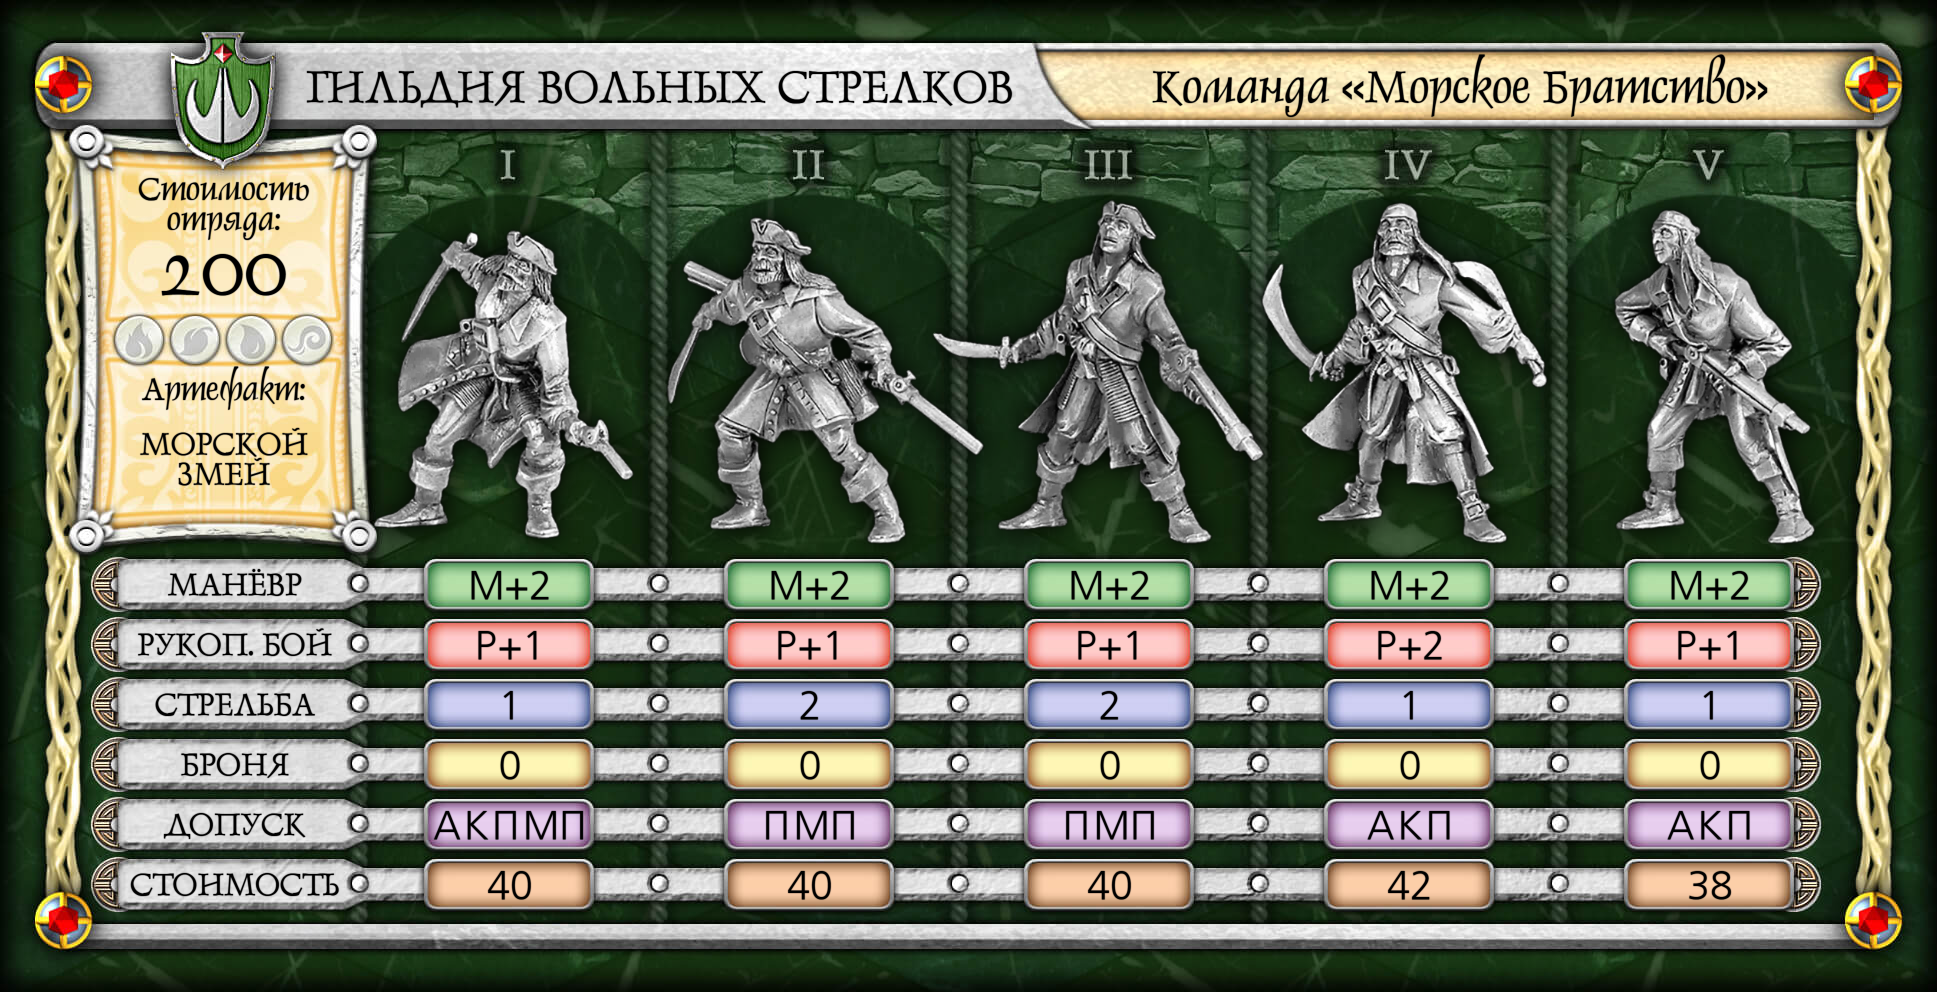 ГИЛЬДИЯ ВОЛЬНЫХ СТРЕЛКОВ
Команда «Морское Братство»
Стоимость
отряда:
200
Артефакт:
МОРСКОЙ
ЗМЕЙ
I II III IV V
МАНЁВР М+2 М+2 М+2 М+2 М+2
РУКОП. БОЙ Р+1 Р+1 Р+1 Р+2 Р+1
СТРЕЛЬБА 1 2 2 1 1
БРОНЯ 0 0 0 0 0
ДОПУСК АКПМП ПМП ПМП АКП АКП
СТОИМОСТЬ 40 40 40 42 38